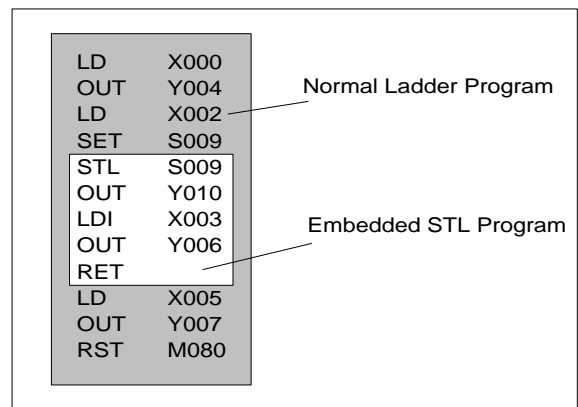 LD X000
OUT Y004
LD X002
SET S009
STL S009
OUT Y010
LDI X003
OUT Y006
RET
LD X005
OUT Y007
RST M080
Normal Ladder Program
Embedded STL Program